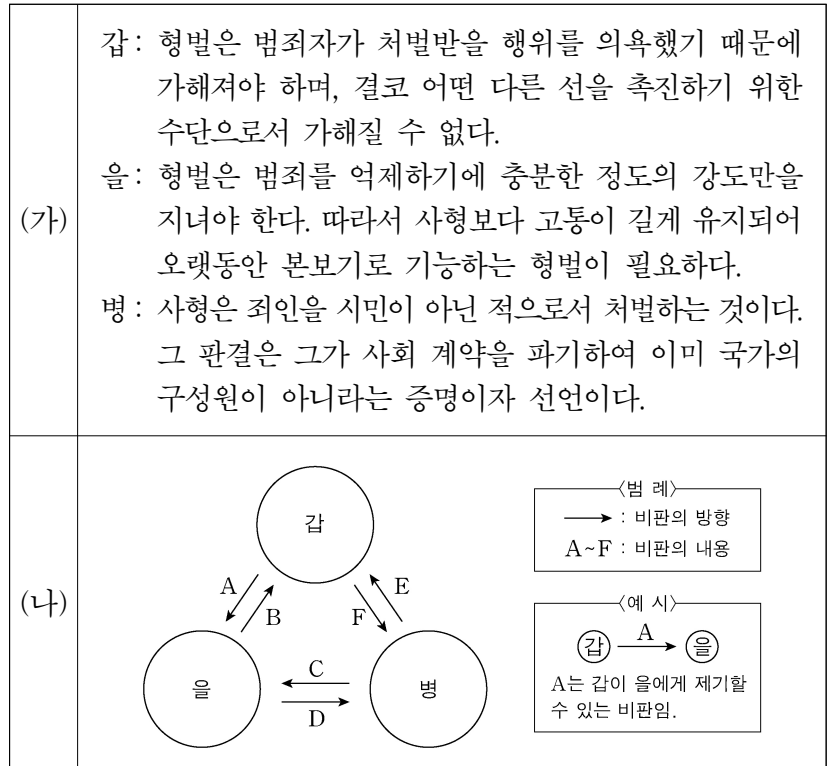 갑: 형벌은 범죄자가 처벌받을 행위를 의욕했기 때문에
가해져야 하며, 결코 어떤 다른 선을 촉진하기 위한
수단으로서 가해질 수 없다.
을: 형벌은 범죄를 억제하기에 충분한 정도의 강도만을
(가)
지녀야 한다. 따라서 사형보다 고통이 길게 유지되어
오랫동안 본보기로 기능하는 형벌이 필요하다.
병: 사형은 죄인을 시민이 아닌 적으로서 처벌하는 것이다.
그 판결은 그가 사회 계약을 파기하여 이미 국가의
구성원이 아니라는 증명이자 선언이다.
(나)
갑
A
B
F
E
을
C
D
병
<범 례>
→ : 비판의 방향
A~F : 비판의 내용
<예 시>
갑 A → 을
A는 갑이 을에게 제기할
수 있는 비판임.